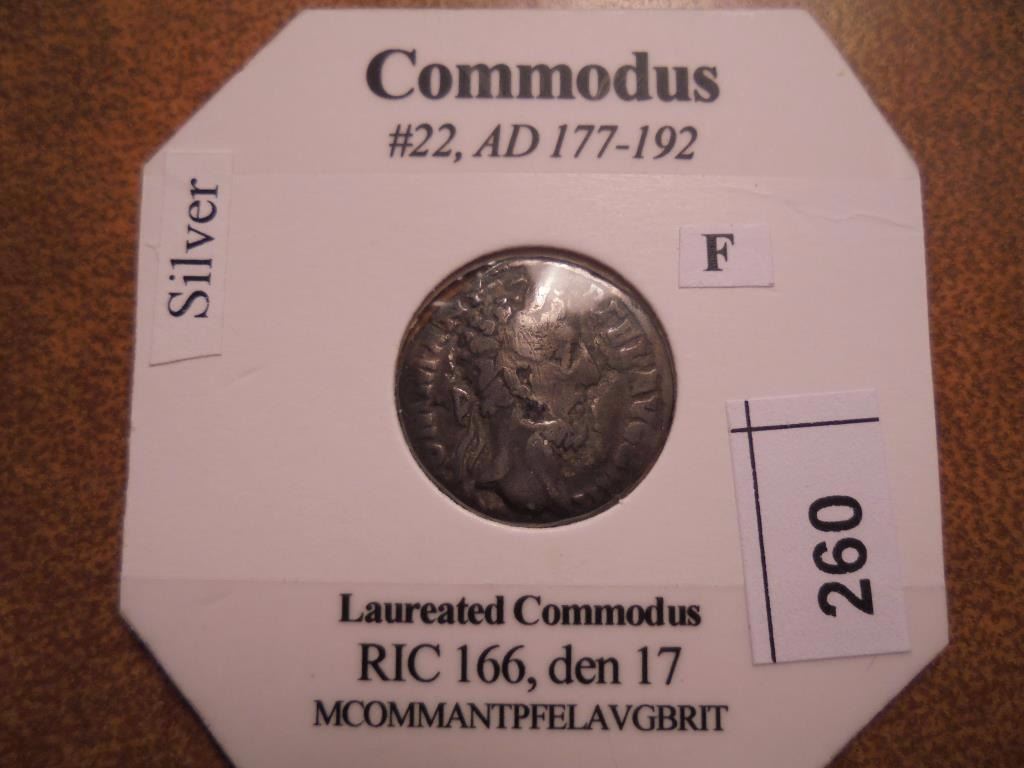 Commodus
#22, AD 177-192
Silver
F
260
Laureated Commodus
RIC 166, den 17
MCOMMANTPFELAVGBRIT